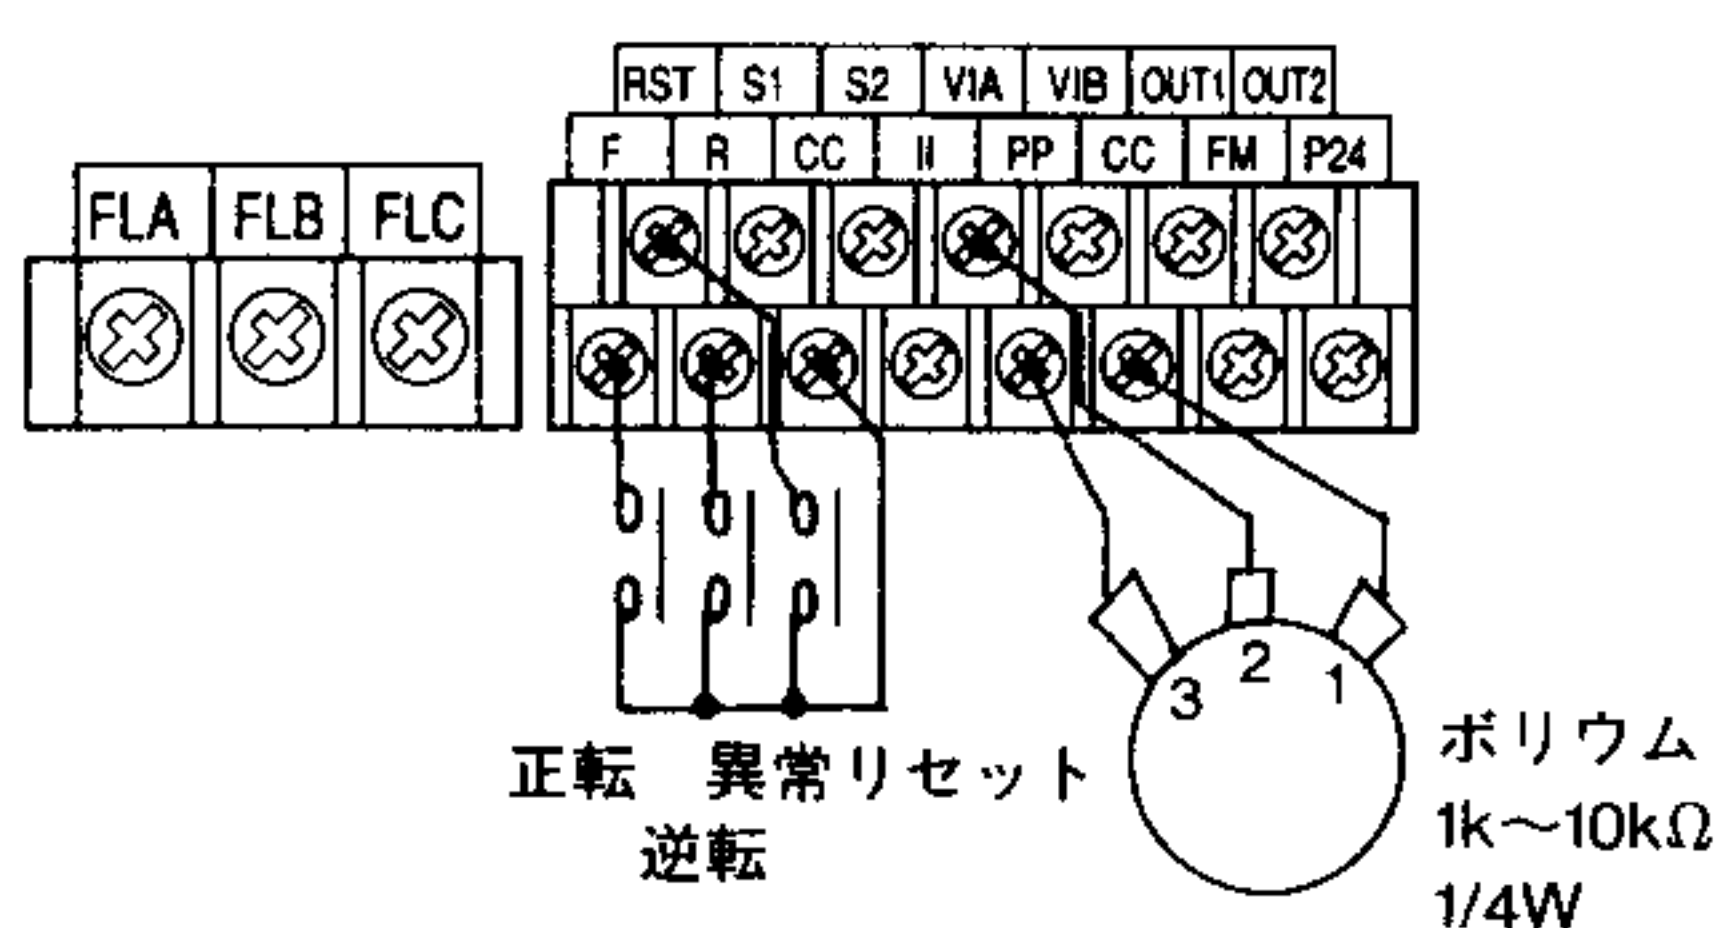 RST S1 S2 VIA VIB OUT1 OUT2
F R CC II PP CC FM P24
FLA FLB FLC
3 2 1
正転 異常リセット
逆転
ボリウム
1k～10kΩ
1/4W